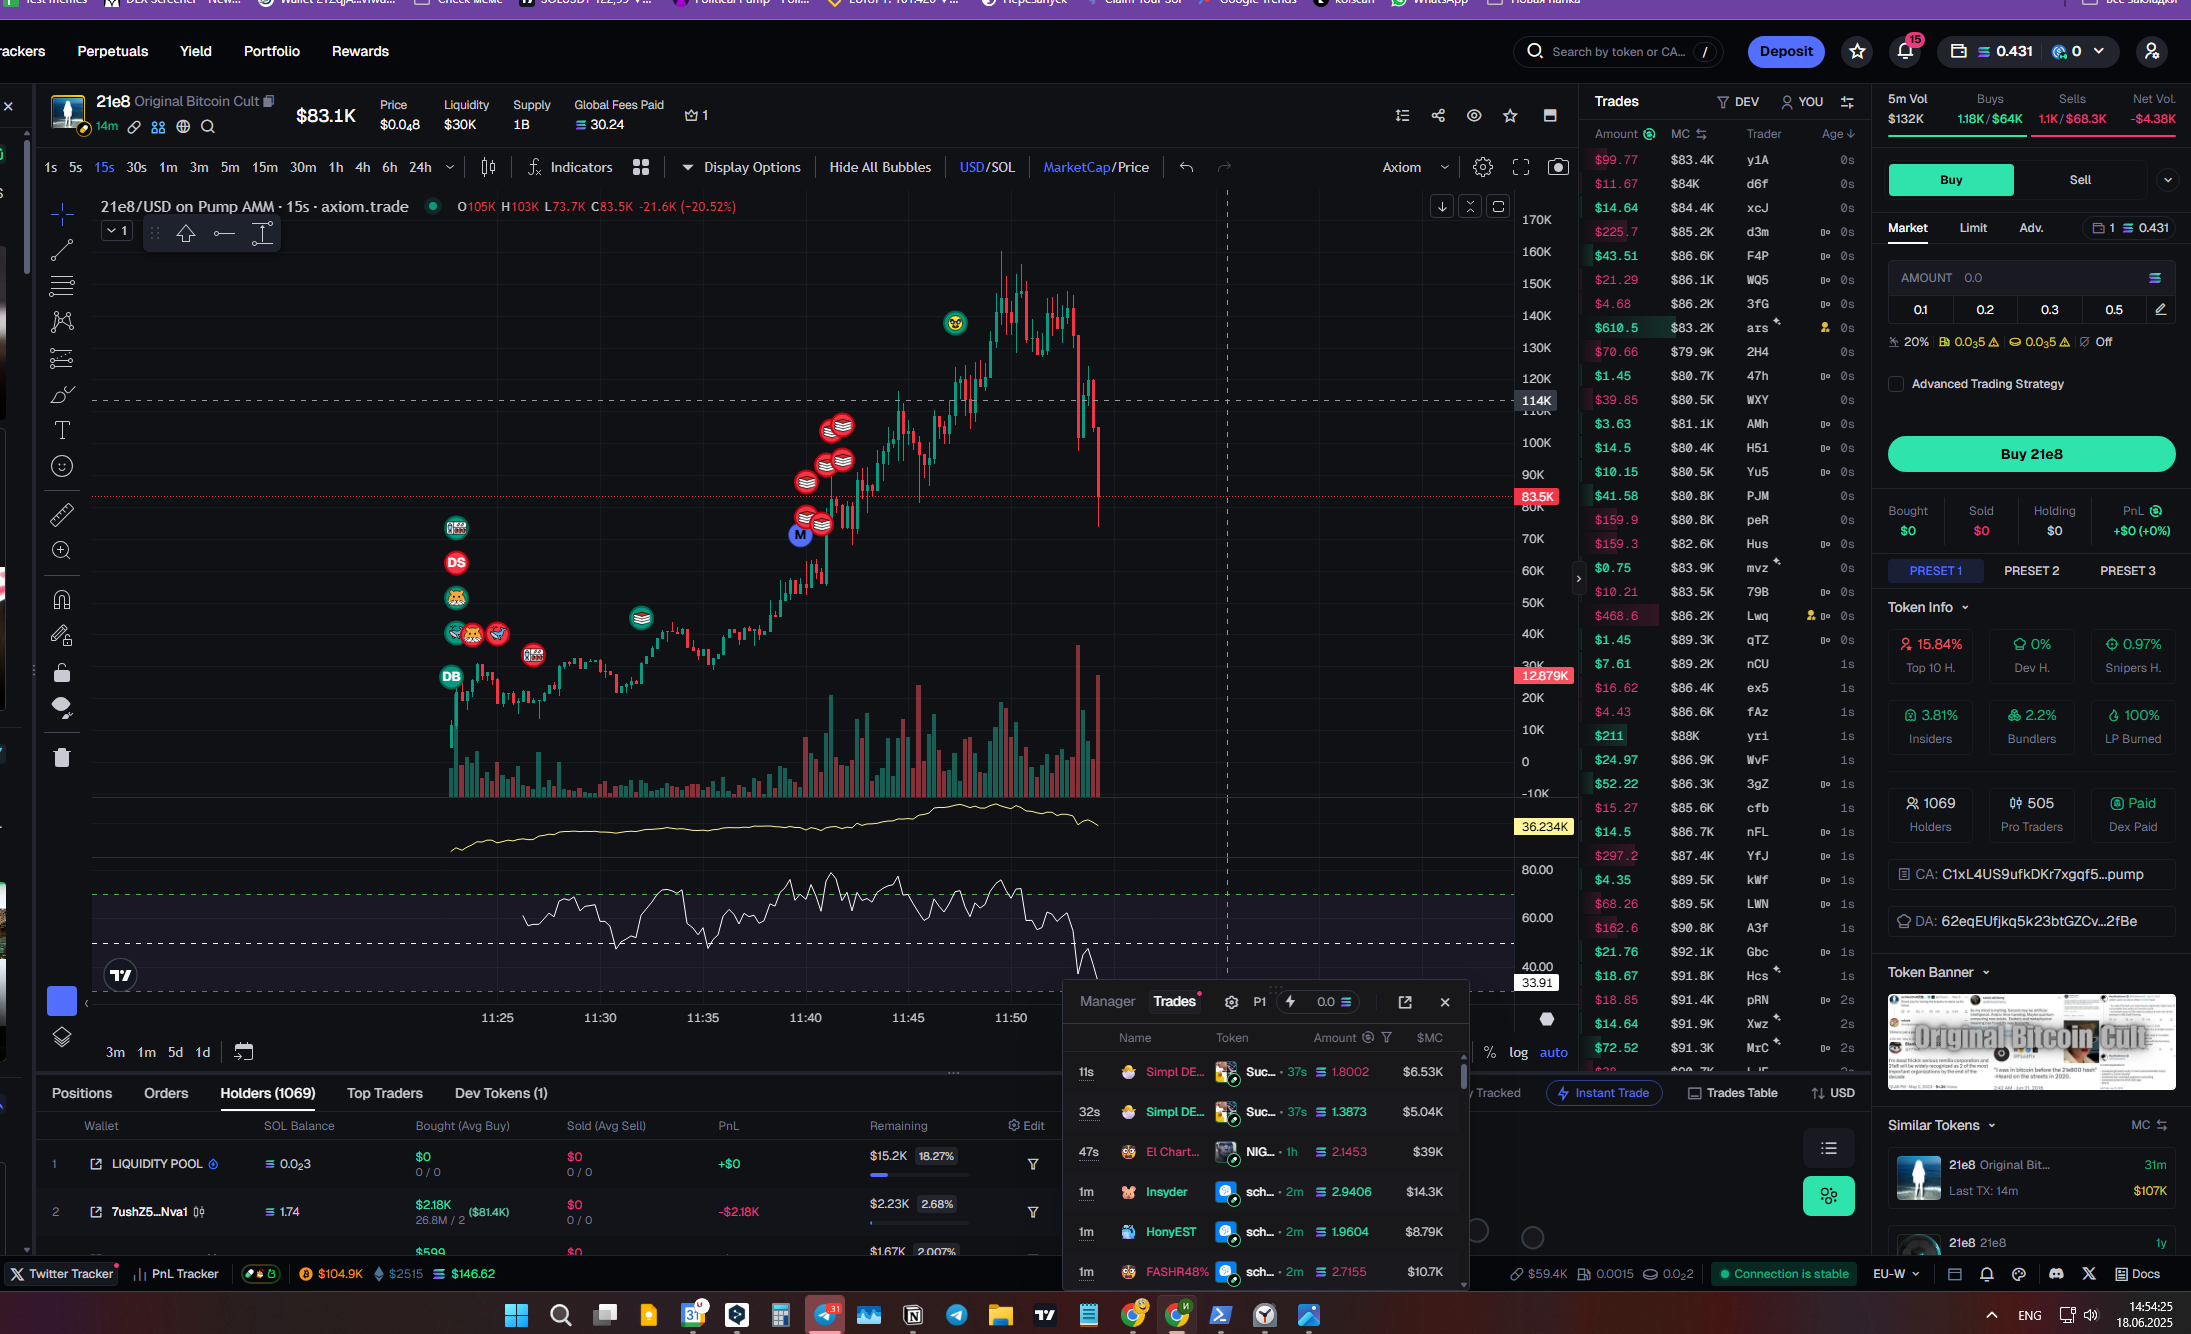 Trackers Perpetuals Yield Portfolio Rewards
Search by token or CA... / Deposit 15 0.431 0
21e8 Original Bitcoin Cult
14m
$83.1K
Price Liquidity Supply Global Fees Paid
$0.0₄8 $30K 1B 30.24
1
1s 5s 15s 30s 1m 3m 5m 15m 30m 1h 4h 6h 24h Indicators Display Options Hide All Bubbles USD/SOL MarketCap/Price Axiom
21e8/USD on Pump AMM · 15s · axiom.trade O105K H103K L73.7K C83.5K -21.6K (-20.52%)
1
170K
160K
150K
140K
130K
120K
114K
110K
100K
90K
83.5K
80K
70K
60K
50K
40K
30K
12.879K
20K
10K
0
-10K
36.234K
80.00
60.00
40.00
33.91
DS
DB
M
11:25 11:30 11:35 11:40 11:45 11:50
3m 1m 5d 1d
% log auto
Trades DEV YOU
Amount MC Trader Age
$99.77 $83.4K y1A 0s
$11.67 $84K d6f 0s
$14.64 $84.4K xcJ 0s
$225.7 $85.2K d3m 0s
$43.51 $86.6K F4P 0s
$21.29 $86.1K WQ5 0s
$4.68 $86.2K 3fG 0s
$610.5 $83.2K ars 0s
$70.66 $79.9K 2H4 0s
$1.45 $80.7K 47h 0s
$39.85 $80.5K WXY 0s
$3.63 $81.1K AMh 0s
$14.5 $80.4K H51 0s
$10.15 $80.5K Yu5 0s
$41.58 $80.8K PJM 0s
$159.9 $80.8K peR 0s
$159.3 $82.6K Hus 0s
$0.75 $83.9K mvz 0s
$10.21 $83.5K 79B 0s
$468.6 $86.2K Lwq 0s
$1.45 $89.3K qTZ 0s
$7.61 $89.2K nCU 1s
$16.62 $86.4K ex5 1s
$4.43 $86.6K fAz 1s
$211 $88K yri 1s
$24.97 $86.9K WvF 1s
$52.22 $86.3K 3gZ 1s
$15.27 $85.6K cfb 1s
$14.5 $86.7K nFL 1s
$297.2 $87.4K YfJ 1s
$4.35 $89.5K kWf 1s
$68.26 $89.5K LWN 1s
$162.6 $90.8K A3f 1s
$21.76 $92.1K Gbc 1s
$18.67 $91.8K Hcs 1s
$18.85 $91.4K pRN 2s
$14.64 $91.9K Xwz 2s
$72.52 $91.3K MrC 2s
5m Vol Buys Sells Net Vol.
$132K 1.18K/$64K 1.1K/$68.3K -$4.38K
Buy Sell
Market Limit Adv. 1 0.431
AMOUNT 0.0
0.1 0.2 0.3 0.5
20% 0.0₃5 0.0₃5 Off
Advanced Trading Strategy
Buy 21e8
Bought Sold Holding PnL
$0 $0 $0 +$0 (+0%)
PRESET 1 PRESET 2 PRESET 3
Token Info
15.84% 0% 0.97%
Top 10 H. Dev H. Snipers H.
3.81% 2.2% 100%
Insiders Bundlers LP Burned
1069 505 Paid
Holders Pro Traders Dex Paid
CA: C1xL4US9ufkDKr7xgqf5...pump
DA: 62eqEUfjkq5k23btGZCv...2fBe
Token Banner
Original Bitcoin Cult
Similar Tokens MC
21e8 Original Bit... 31m
Last TX: 14m $107K
21e8 21e8 1y
Positions Orders Holders (1069) Top Traders Dev Tokens (1)
Tracked Instant Trade Trades Table USD
Wallet SOL Balance Bought (Avg Buy) Sold (Avg Sell) PnL Remaining Edit
1 LIQUIDITY POOL 0.0₂3 $0 $0 +$0 $15.2K 18.27%
0 / 0 0 / 0
2 7ushZ5...Nva1 1.74 $2.18K ($81.4K) $0 -$2.18K $2.23K 2.68%
26.8M / 2 0 / 0
$599 $0 $1.67K 2.007%
Manager Trades P1 0.0
Name Token Amount $MC
11s Simpl DE... Suc... · 37s 1.8002 $6.53K
32s Simpl DE... Suc... · 37s 1.3873 $5.04K
47s El Chart... NIG... · 1h 2.1453 $39K
1m Insyder sch... · 2m 2.9406 $14.3K
1m HonyEST sch... · 2m 1.9604 $8.79K
1m FASHR48% sch... · 2m 2.7155 $10.7K
Twitter Tracker PnL Tracker $104.9K $2515 $146.62
$59.4K 0.0015 0.0₂2 Connection is stable EU-W Docs
31 31
ENG 14:54:25
18.06.2025